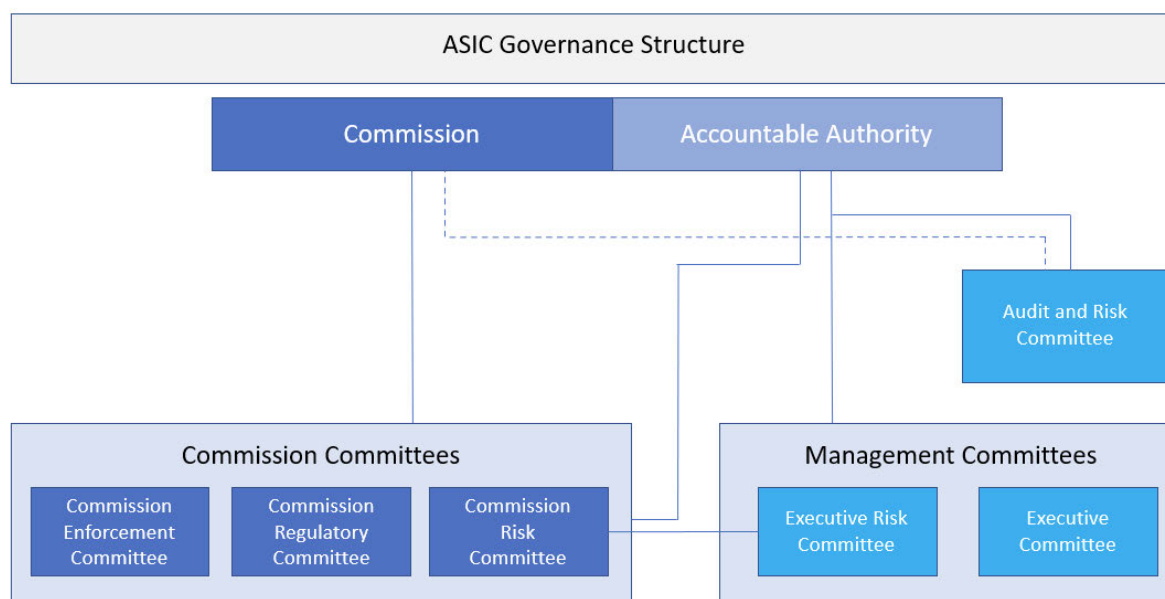 ASIC Governance Structure
Commission
Accountable Authority
Audit and Risk
Committee
Commission Committees
Commission
Enforcement
Committee
Commission
Regulatory
Committee
Commission
Risk
Committee
Management Committees
Executive Risk
Committee
Executive
Committee